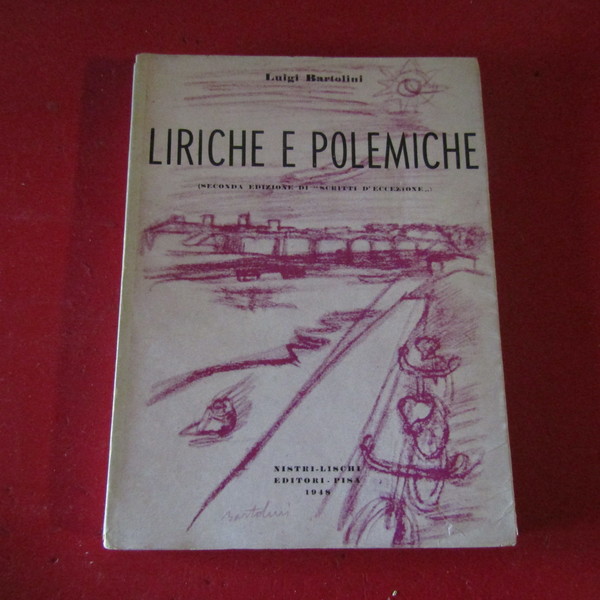 Luigi Bartolini
LIRICHE E POLEMICHE
(SECONDA EDIZIONE DI "SCRITTI D'ECCEZIONE„)
NISTRI-LISCHI
EDITORI - PISA
1948
Bartolini